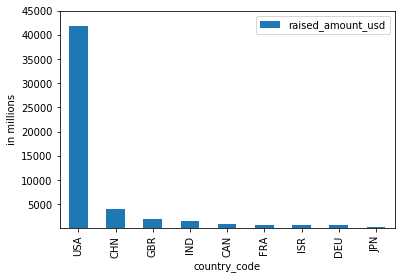 45000
40000
35000
30000
25000
20000
15000
10000
5000
in millions
raised_amount_usd
USA
CHN
GBR
IND
CAN
FRA
ISR
DEU
JPN
country_code